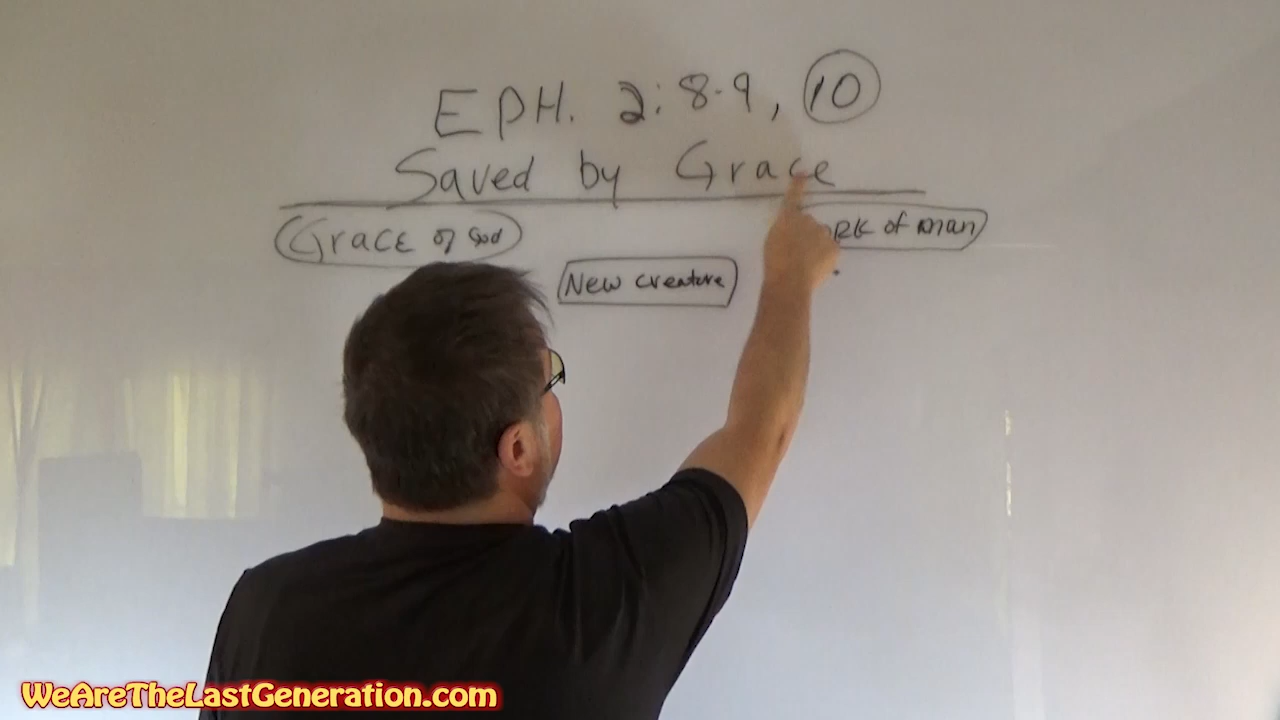 EPH. 2:8-9, 10
Saved by Grace
Grace of God
of man
New creature
WeAreTheLastGeneration.com